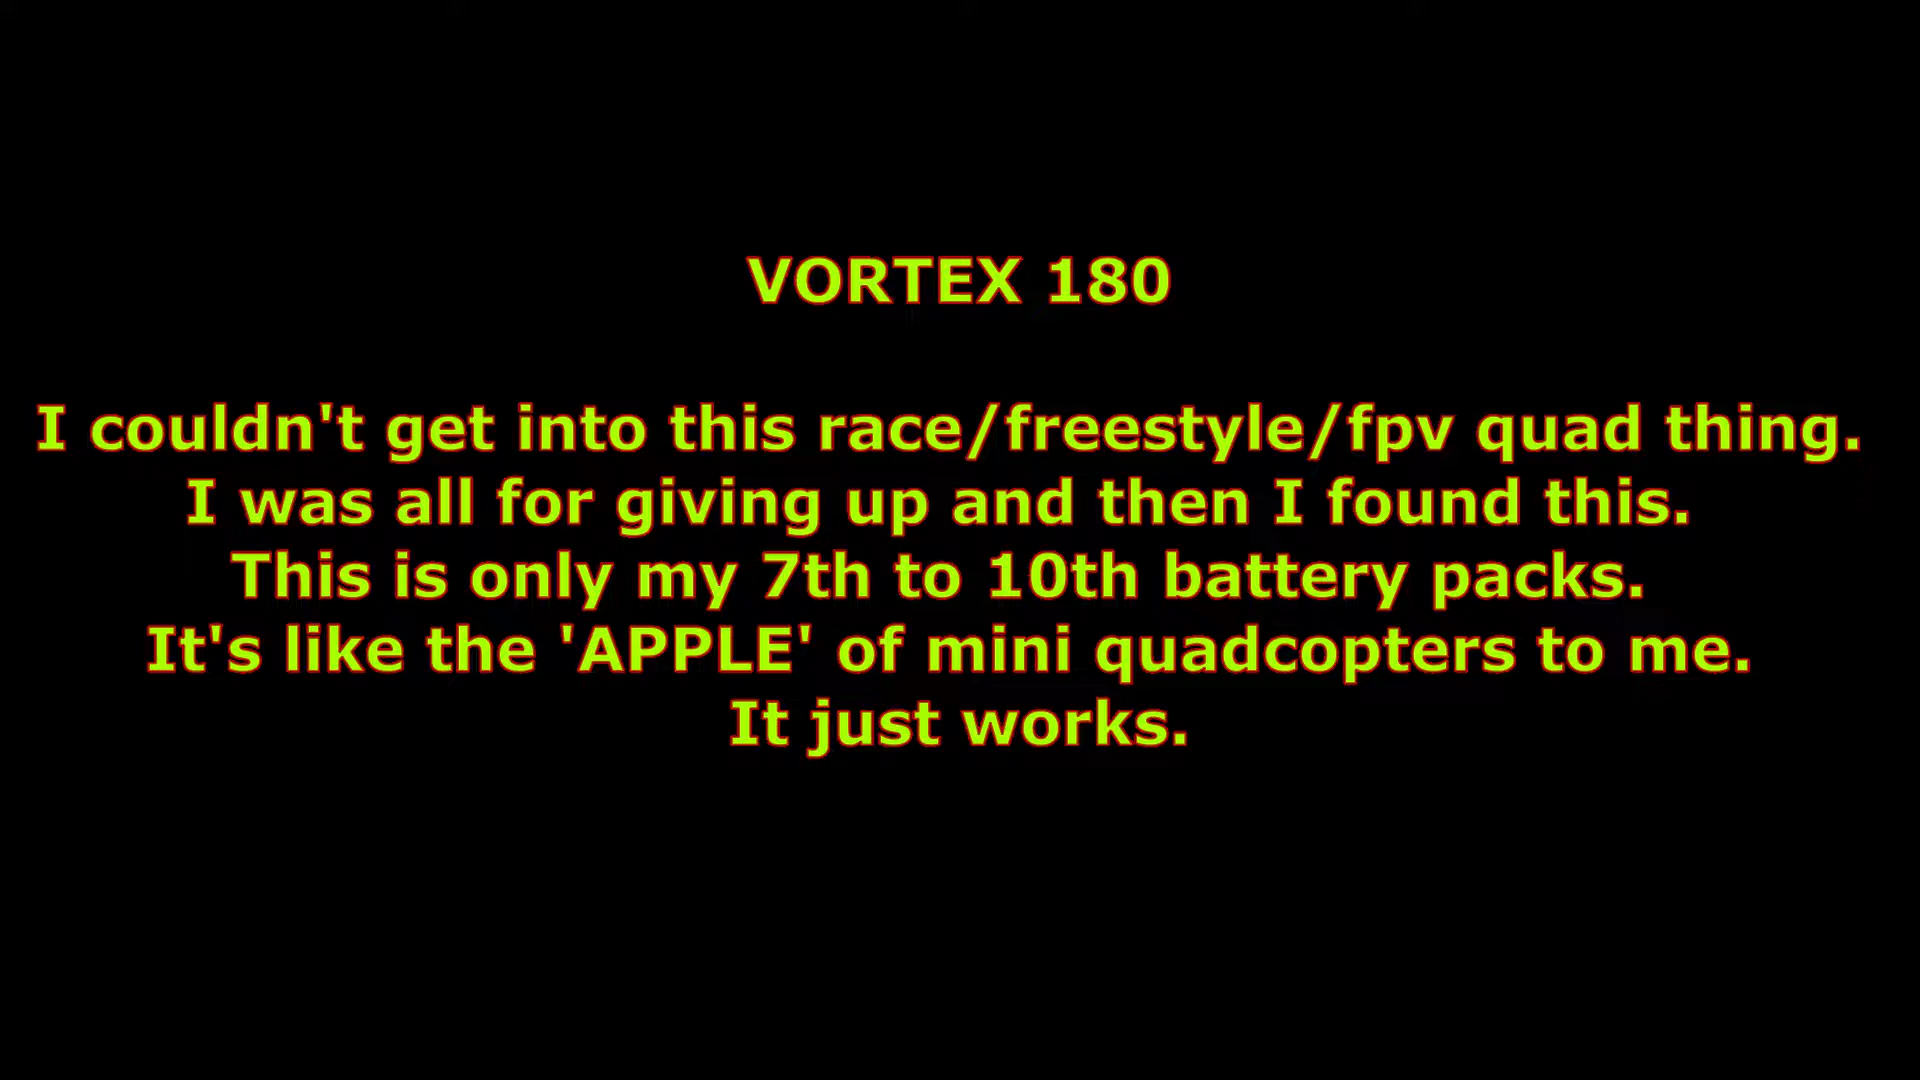 VORTEX 180
I couldn't get into this race/freestyle/fpv quad thing.
I was all for giving up and then I found this.
This is only my 7th to 10th battery packs.
It's like the 'APPLE' of mini quadcopters to me.
It just works.